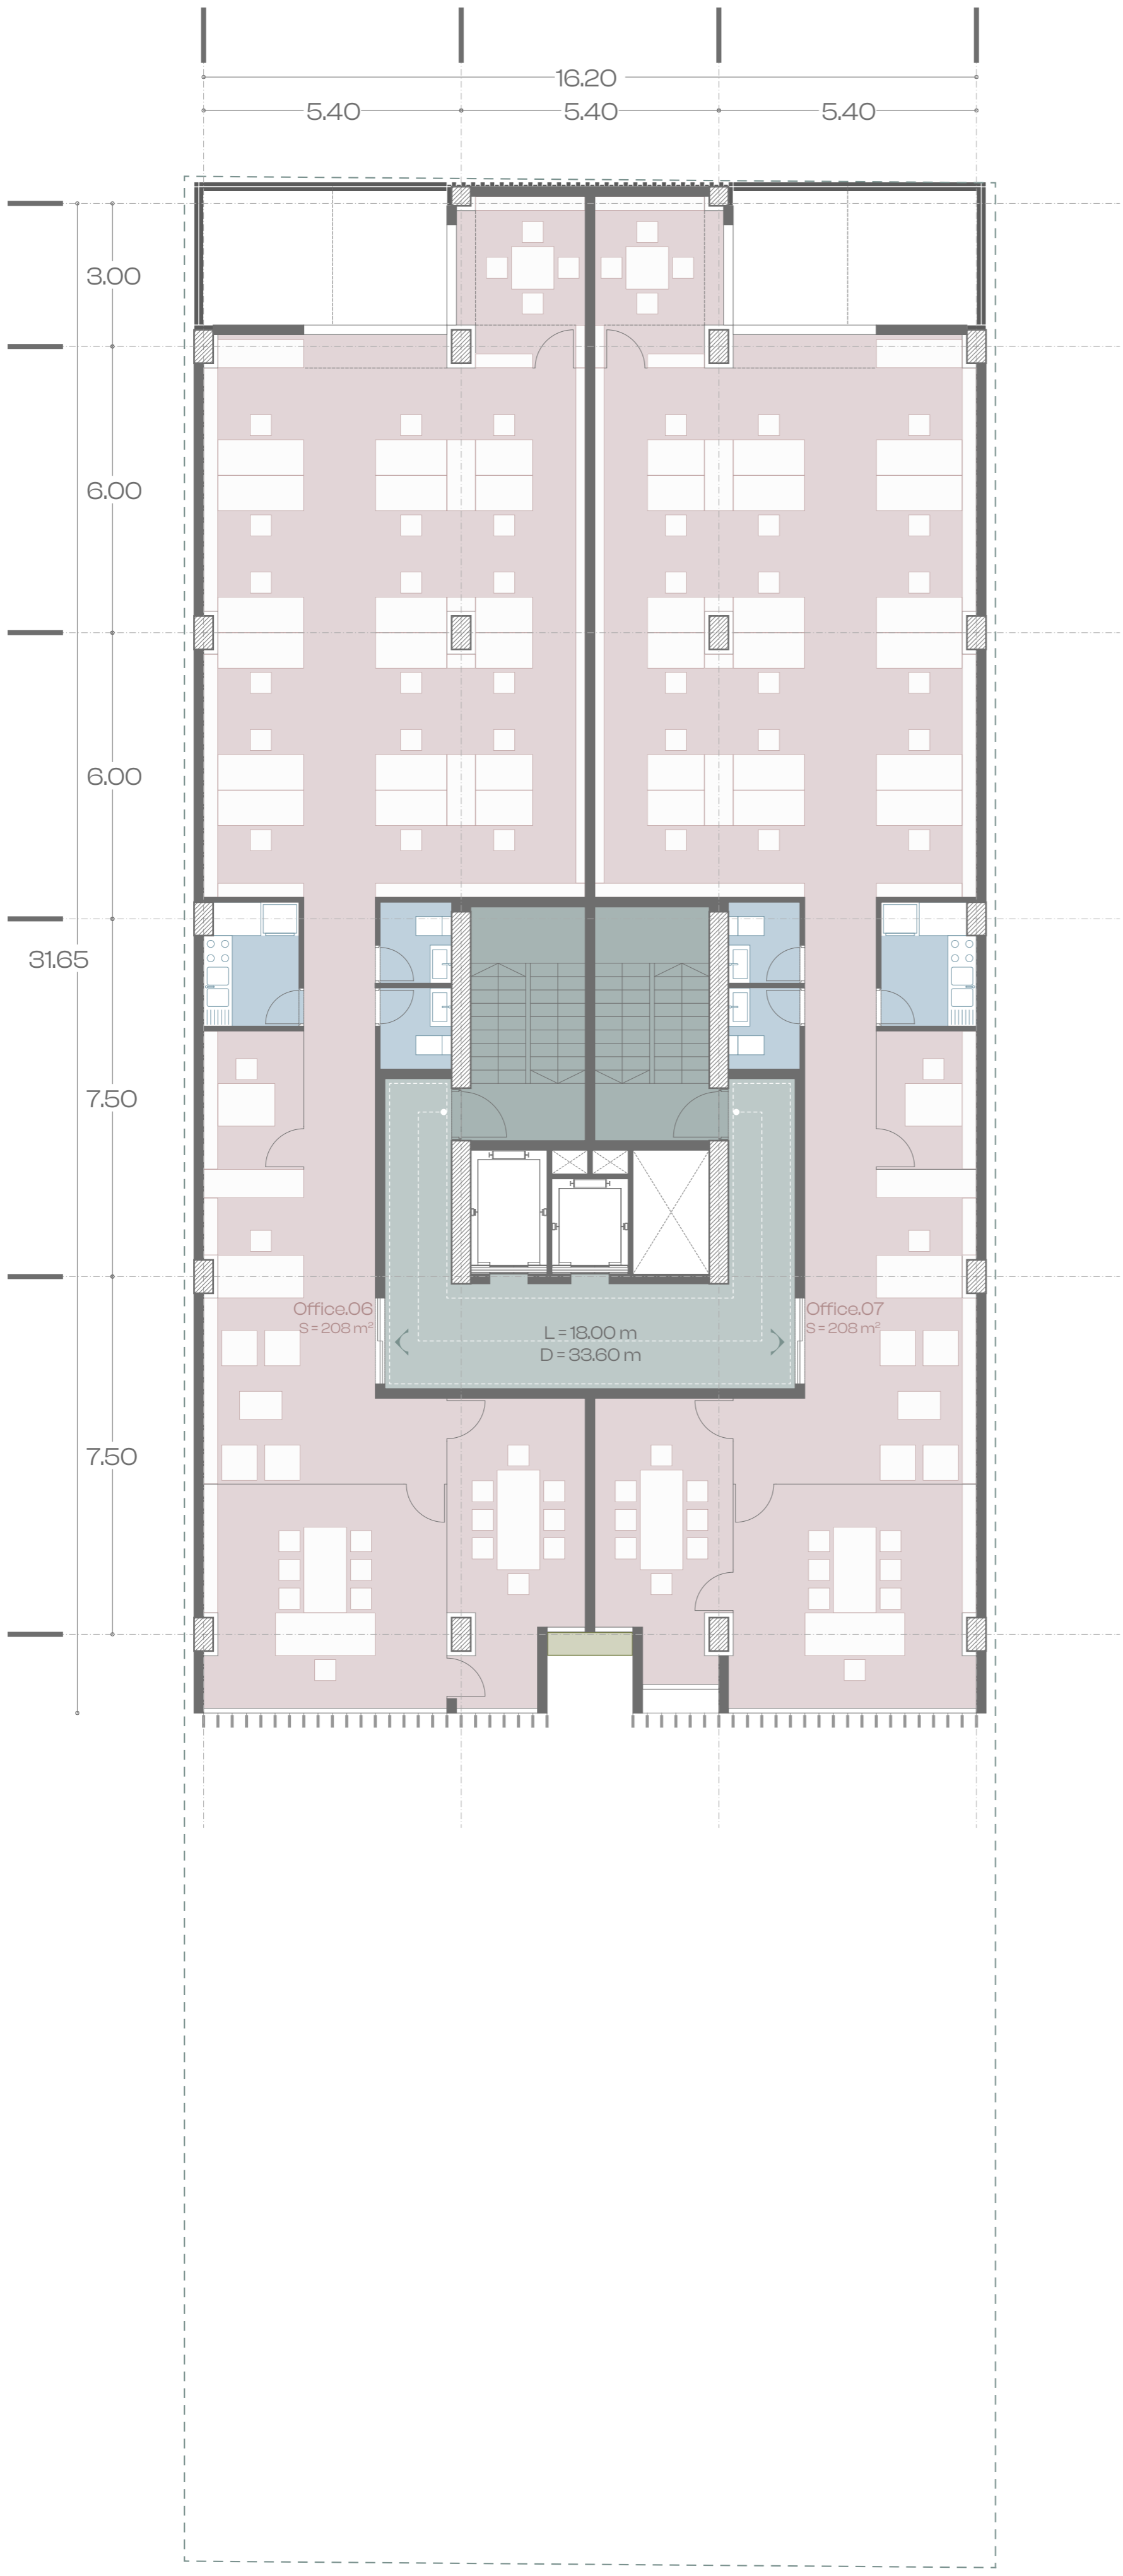 16.20
5.40
5.40
5.40
3.00
6.00
6.00
31.65
7.50
7.50
Office.06
S = 208 m²
Office.07
S = 208 m²
L = 18.00 m
D = 33.60 m